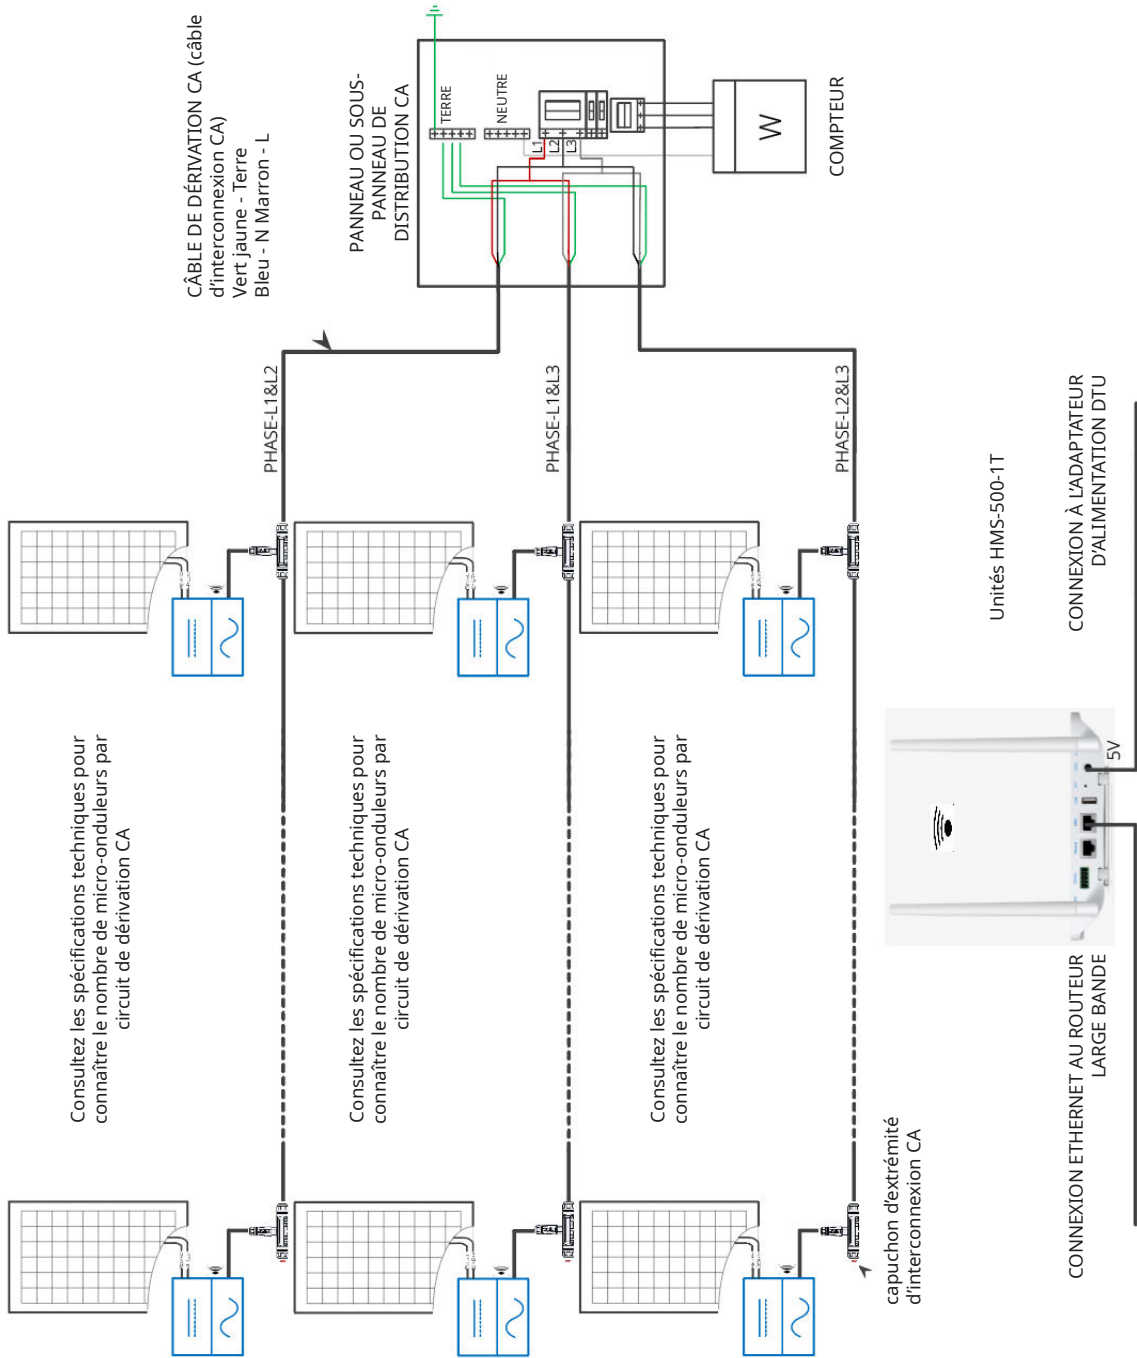 CÂBLE DE DÉRIVATION CA (câble
d'interconnexion CA)
Vert jaune - Terre
Bleu - N Marron - L
PANNEAU OU SOUS-
PANNEAU DE
DISTRIBUTION CA
TERRE
NEUTRE
L1
L2
L3
W
COMPTEUR
PHASE-L1&L2
PHASE-L1&L3
PHASE-L2&L3
Consultez les spécifications techniques pour
connaître le nombre de micro-onduleurs par
circuit de dérivation CA
Consultez les spécifications techniques pour
connaître le nombre de micro-onduleurs par
circuit de dérivation CA
Consultez les spécifications techniques pour
connaître le nombre de micro-onduleurs par
circuit de dérivation CA
Unités HMS-500-1T
CONNEXION À L'ADAPTATEUR
D'ALIMENTATION DTU
5V
CONNEXION ETHERNET AU ROUTEUR
LARGE BANDE
capuchon d'extrémité
d'interconnexion CA